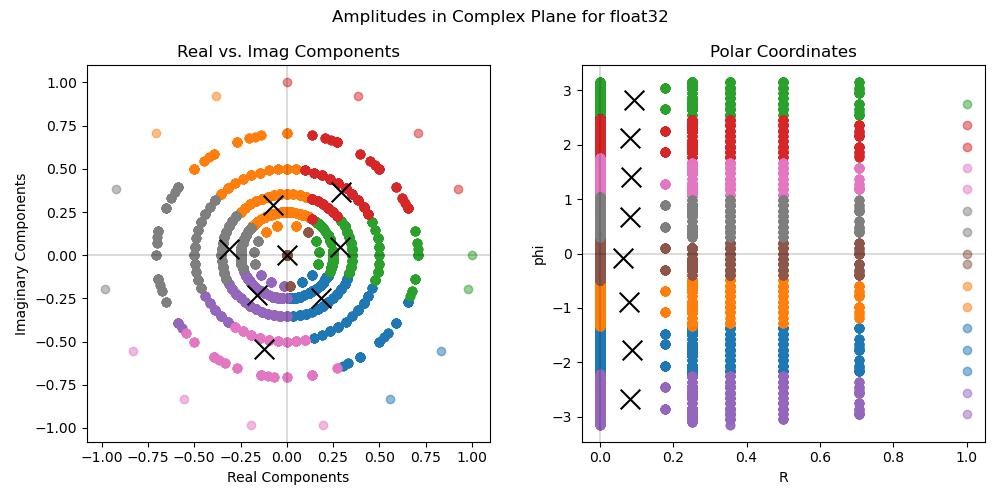 Amplitudes in Complex Plane for float32
Real vs. Imag Components
1.00
0.75
0.50
0.25
0.00
−0.25
−0.50
−0.75
−1.00
Imaginary Components
−1.00 −0.75 −0.50 −0.25 0.00 0.25 0.50 0.75 1.00
Real Components
Polar Coordinates
3
2
1
0
−1
−2
−3
phi
0.0 0.2 0.4 0.6 0.8 1.0
R